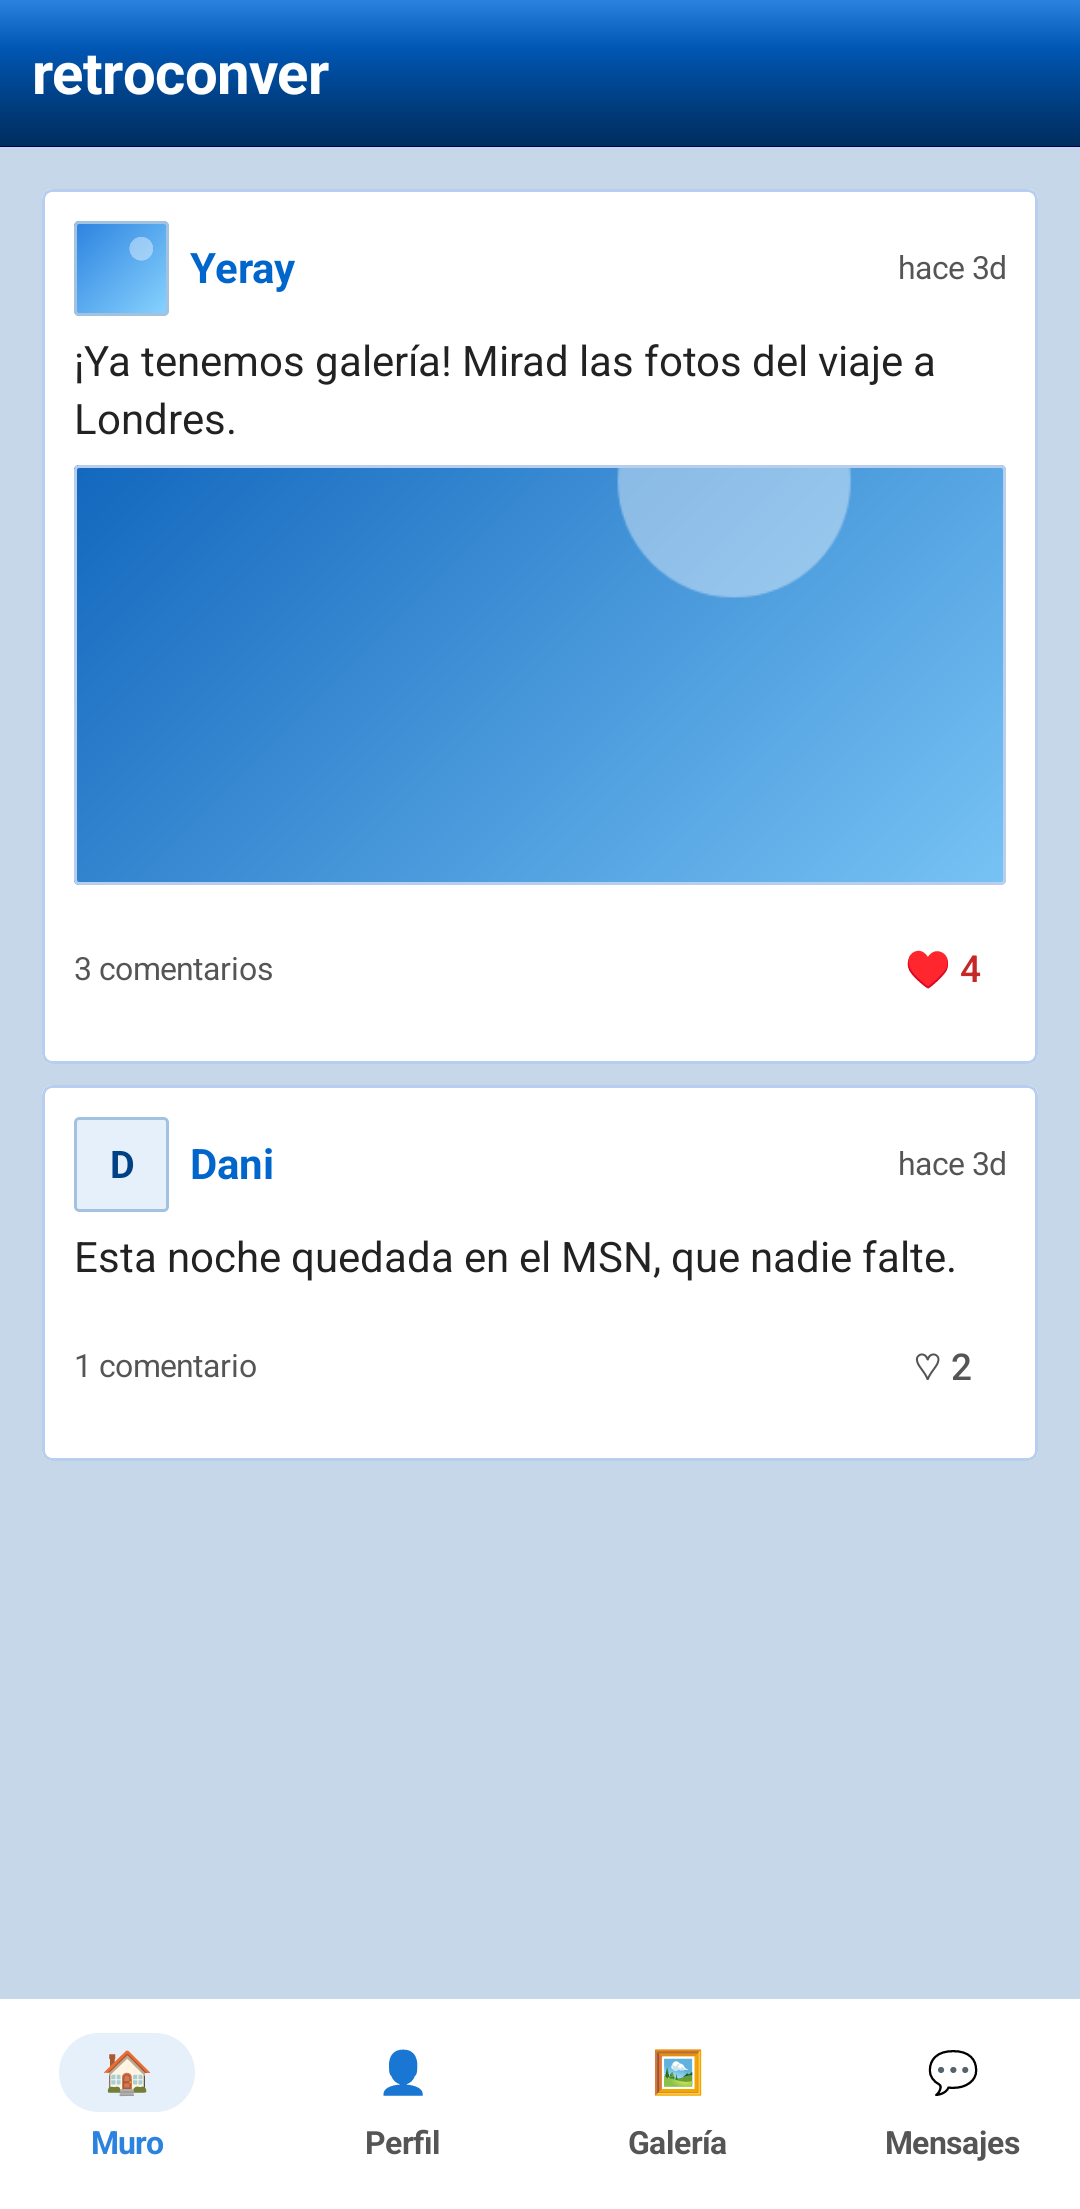 retroconver
Yeray
hace 3d
¡Ya tenemos galería! Mirad las fotos del viaje a
Londres.
3 comentarios
❤️ 4
D
Dani
hace 3d
Esta noche quedada en el MSN, que nadie falte.
1 comentario
♡ 2
Muro
Perfil
Galería
Mensajes